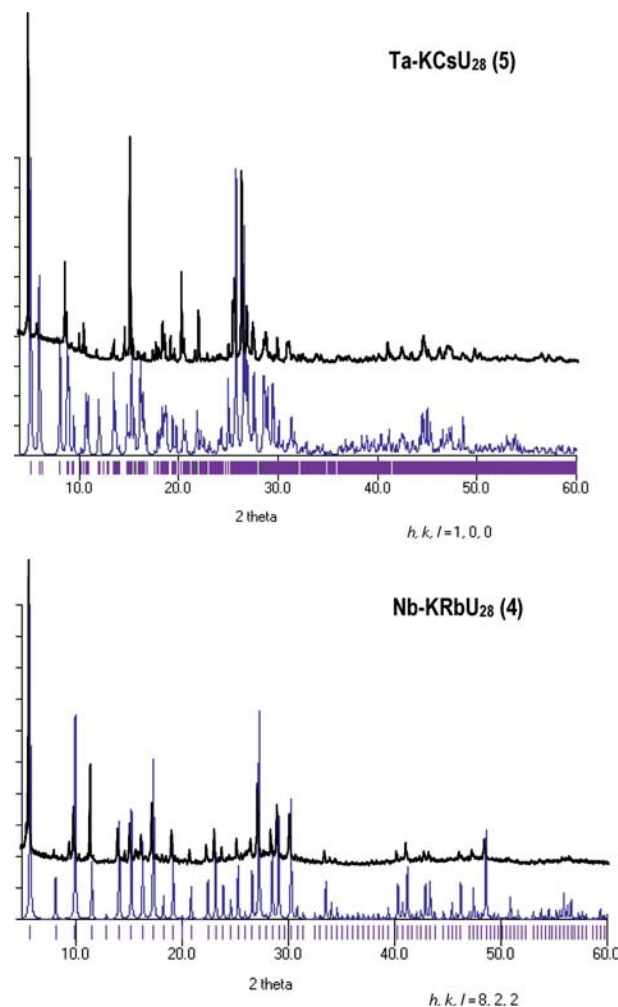 Ta-KCsU₂₈ (5)
10.0 20.0 30.0 40.0 50.0 60.0
2 theta
h, k, l = 1, 0, 0
Nb-KRbU₂₈ (4)
10.0 20.0 30.0 40.0 50.0 60.0
2 theta
h, k, l = 8, 2, 2